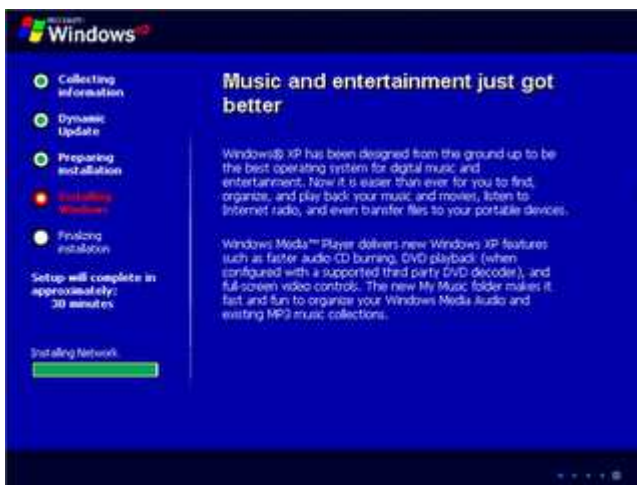 Microsoft
Windows xp
Collecting
information
Dynamic
Update
Preparing
installation
Installing
Windows
Finalizing
installation
Setup will complete in
approximately:
30 minutes
Installing Network
Music and entertainment just got
better
Windows® XP has been designed from the ground up to be
the best operating system for digital music and
entertainment. Now it is easier than ever for you to find,
organize, and play back your music and movies, listen to
Internet radio, and even transfer files to your portable devices.
Windows Media™ Player delivers new Windows XP features
such as faster audio CD burning, DVD playback (when
configured with a supported third party DVD decoder), and
full-screen video controls. The new My Music folder makes it
fast and fun to organize your Windows Media Audio and
existing MP3 music collections.